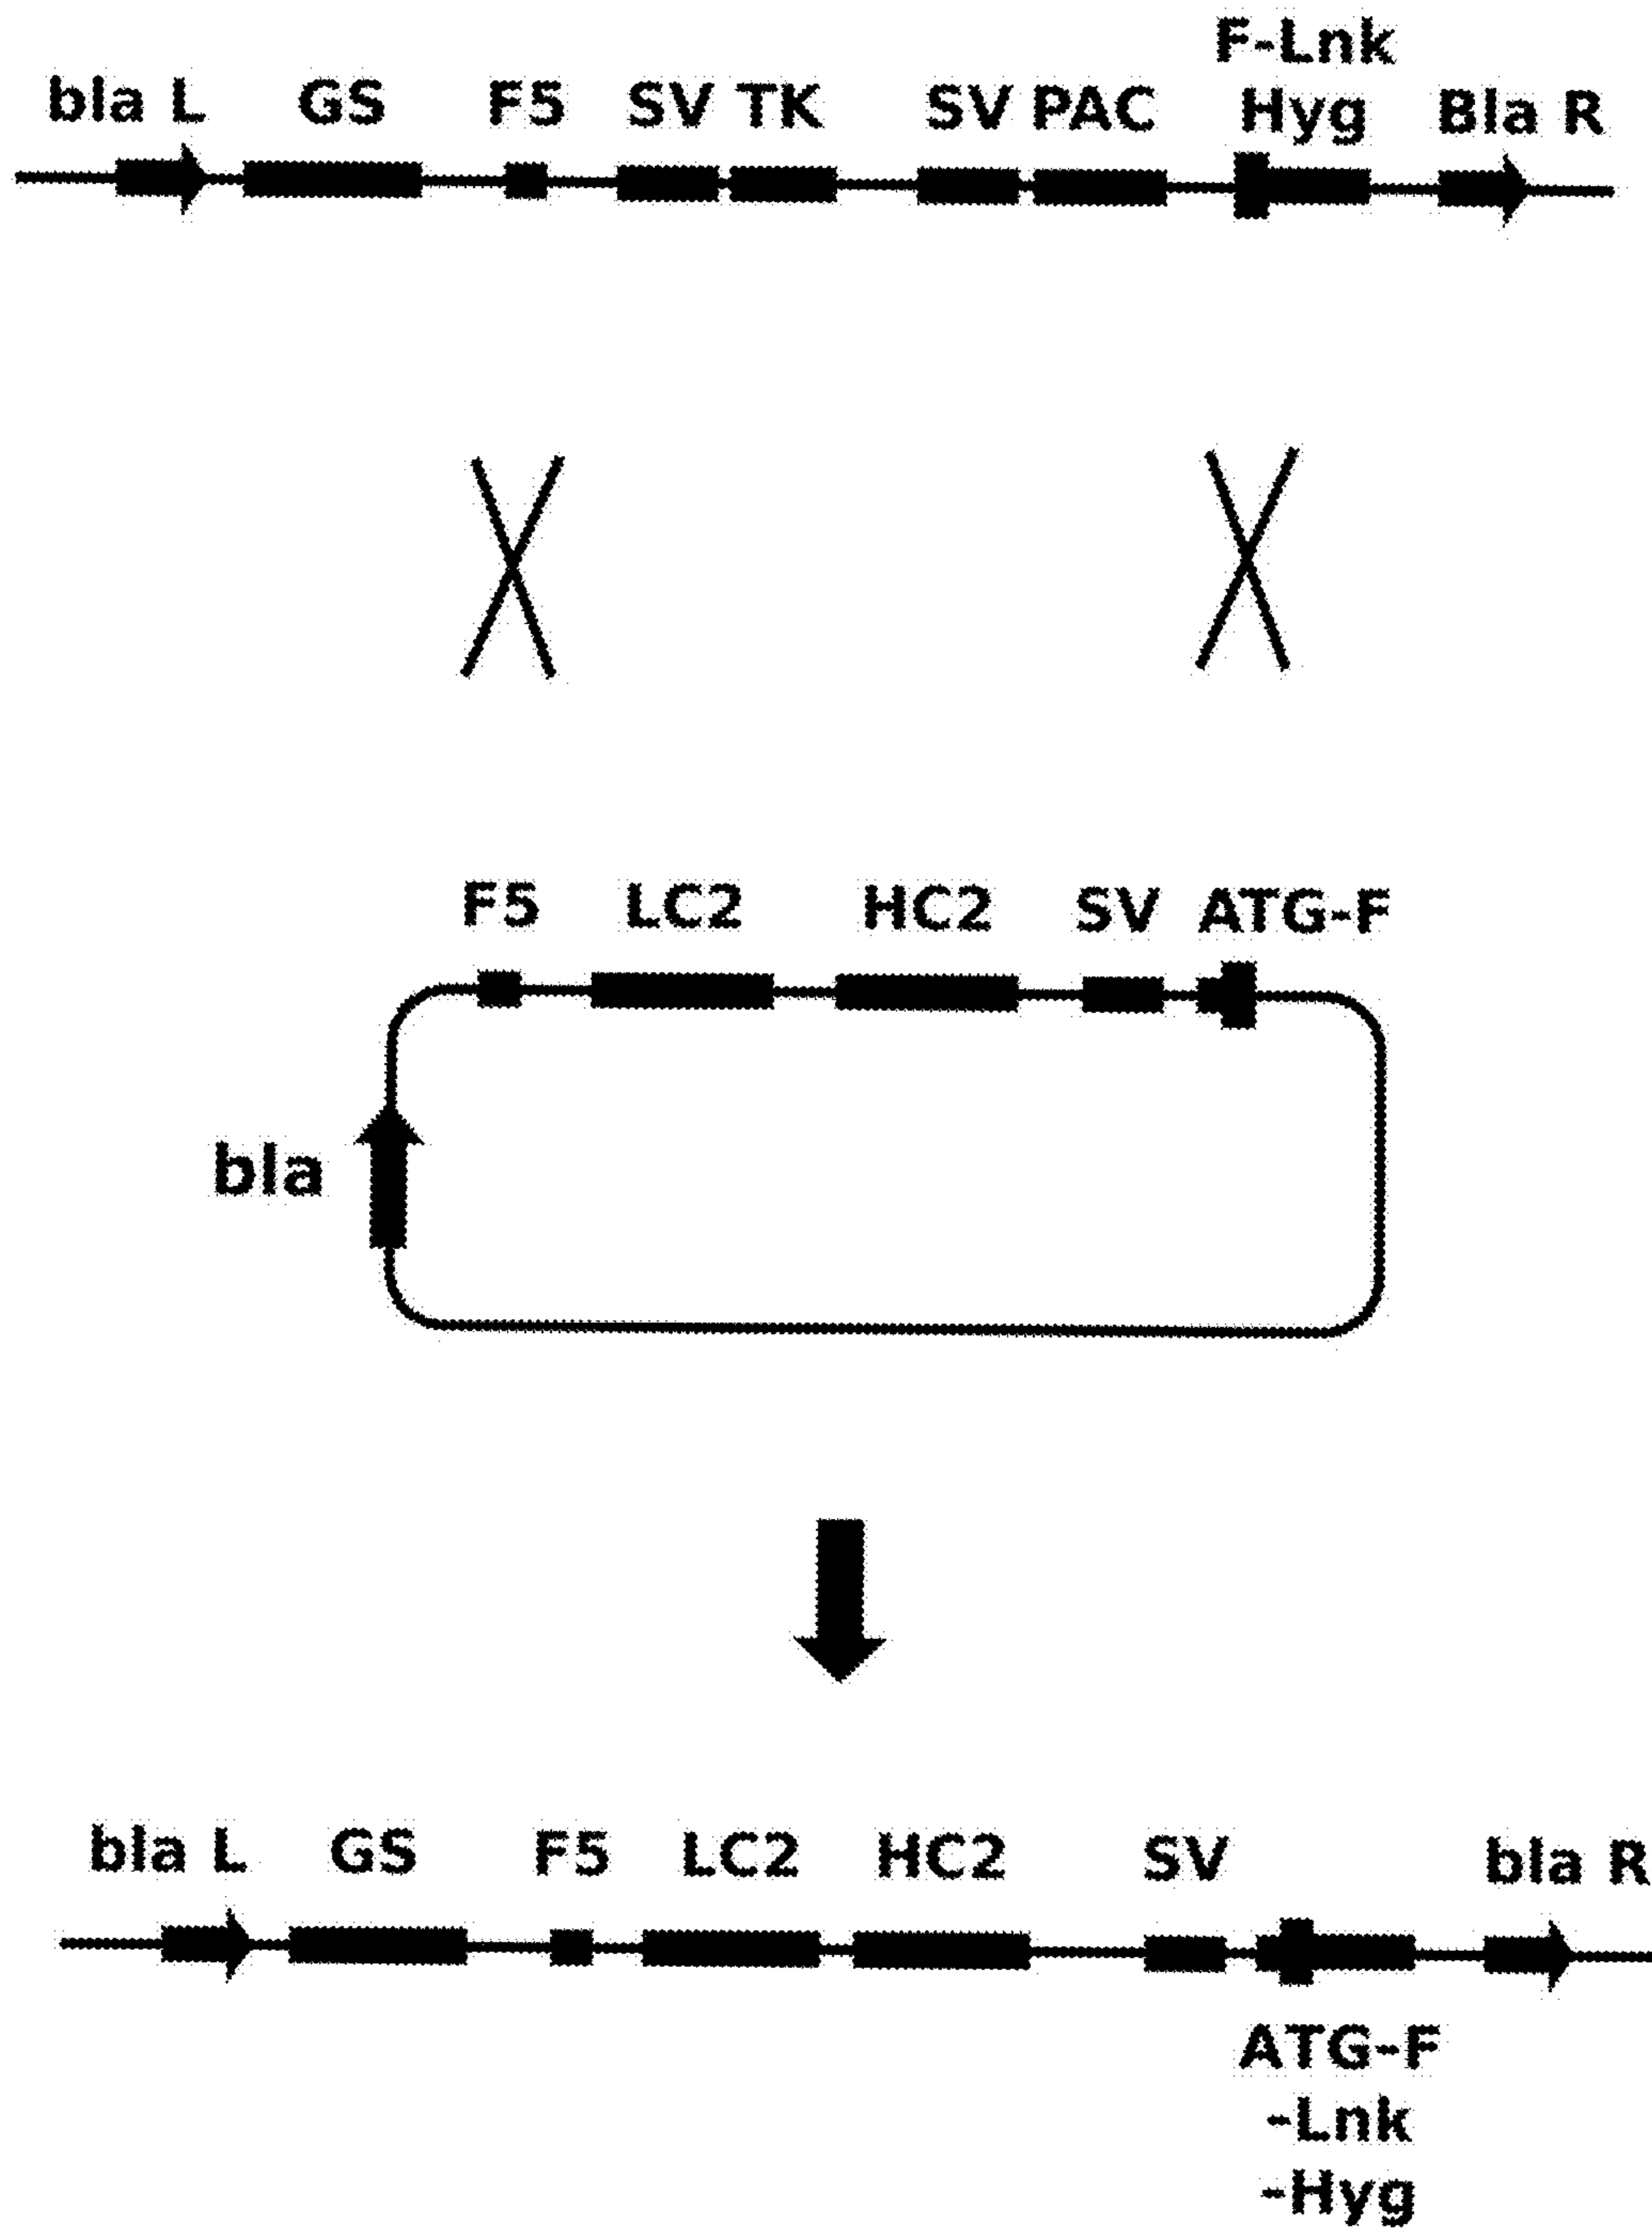 F-Lnk
bla L GS F5 SV TK SV PAC Hyg Bla R
F5 LC2 HC2 SV ATG-F
bla
bla L GS F5 LC2 HC2 SV bla R
ATG-F
-Lnk
-Hyg